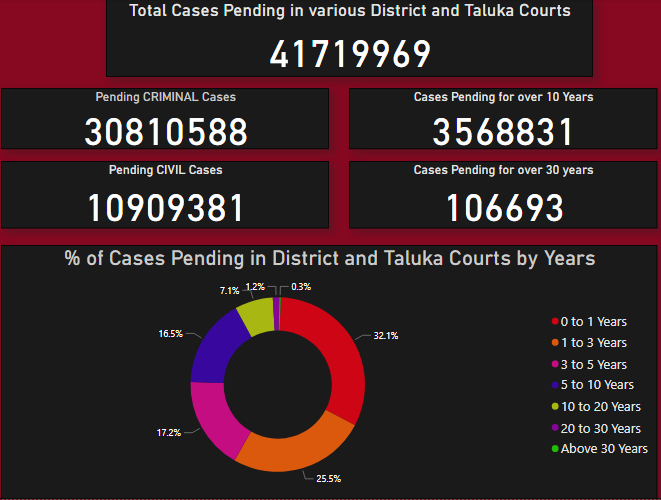 Total Cases Pending in various District and Taluka Courts
41719969
Pending CRIMINAL Cases
30810588
Cases Pending for over 10 Years
3568831
Pending CIVIL Cases
10909381
Cases Pending for over 30 years
106693
% of Cases Pending in District and Taluka Courts by Years
7.1%
1.2%
0.3%
16.5%
32.1%
17.2%
25.5%
0 to 1 Years
1 to 3 Years
3 to 5 Years
5 to 10 Years
10 to 20 Years
20 to 30 Years
Above 30 Years